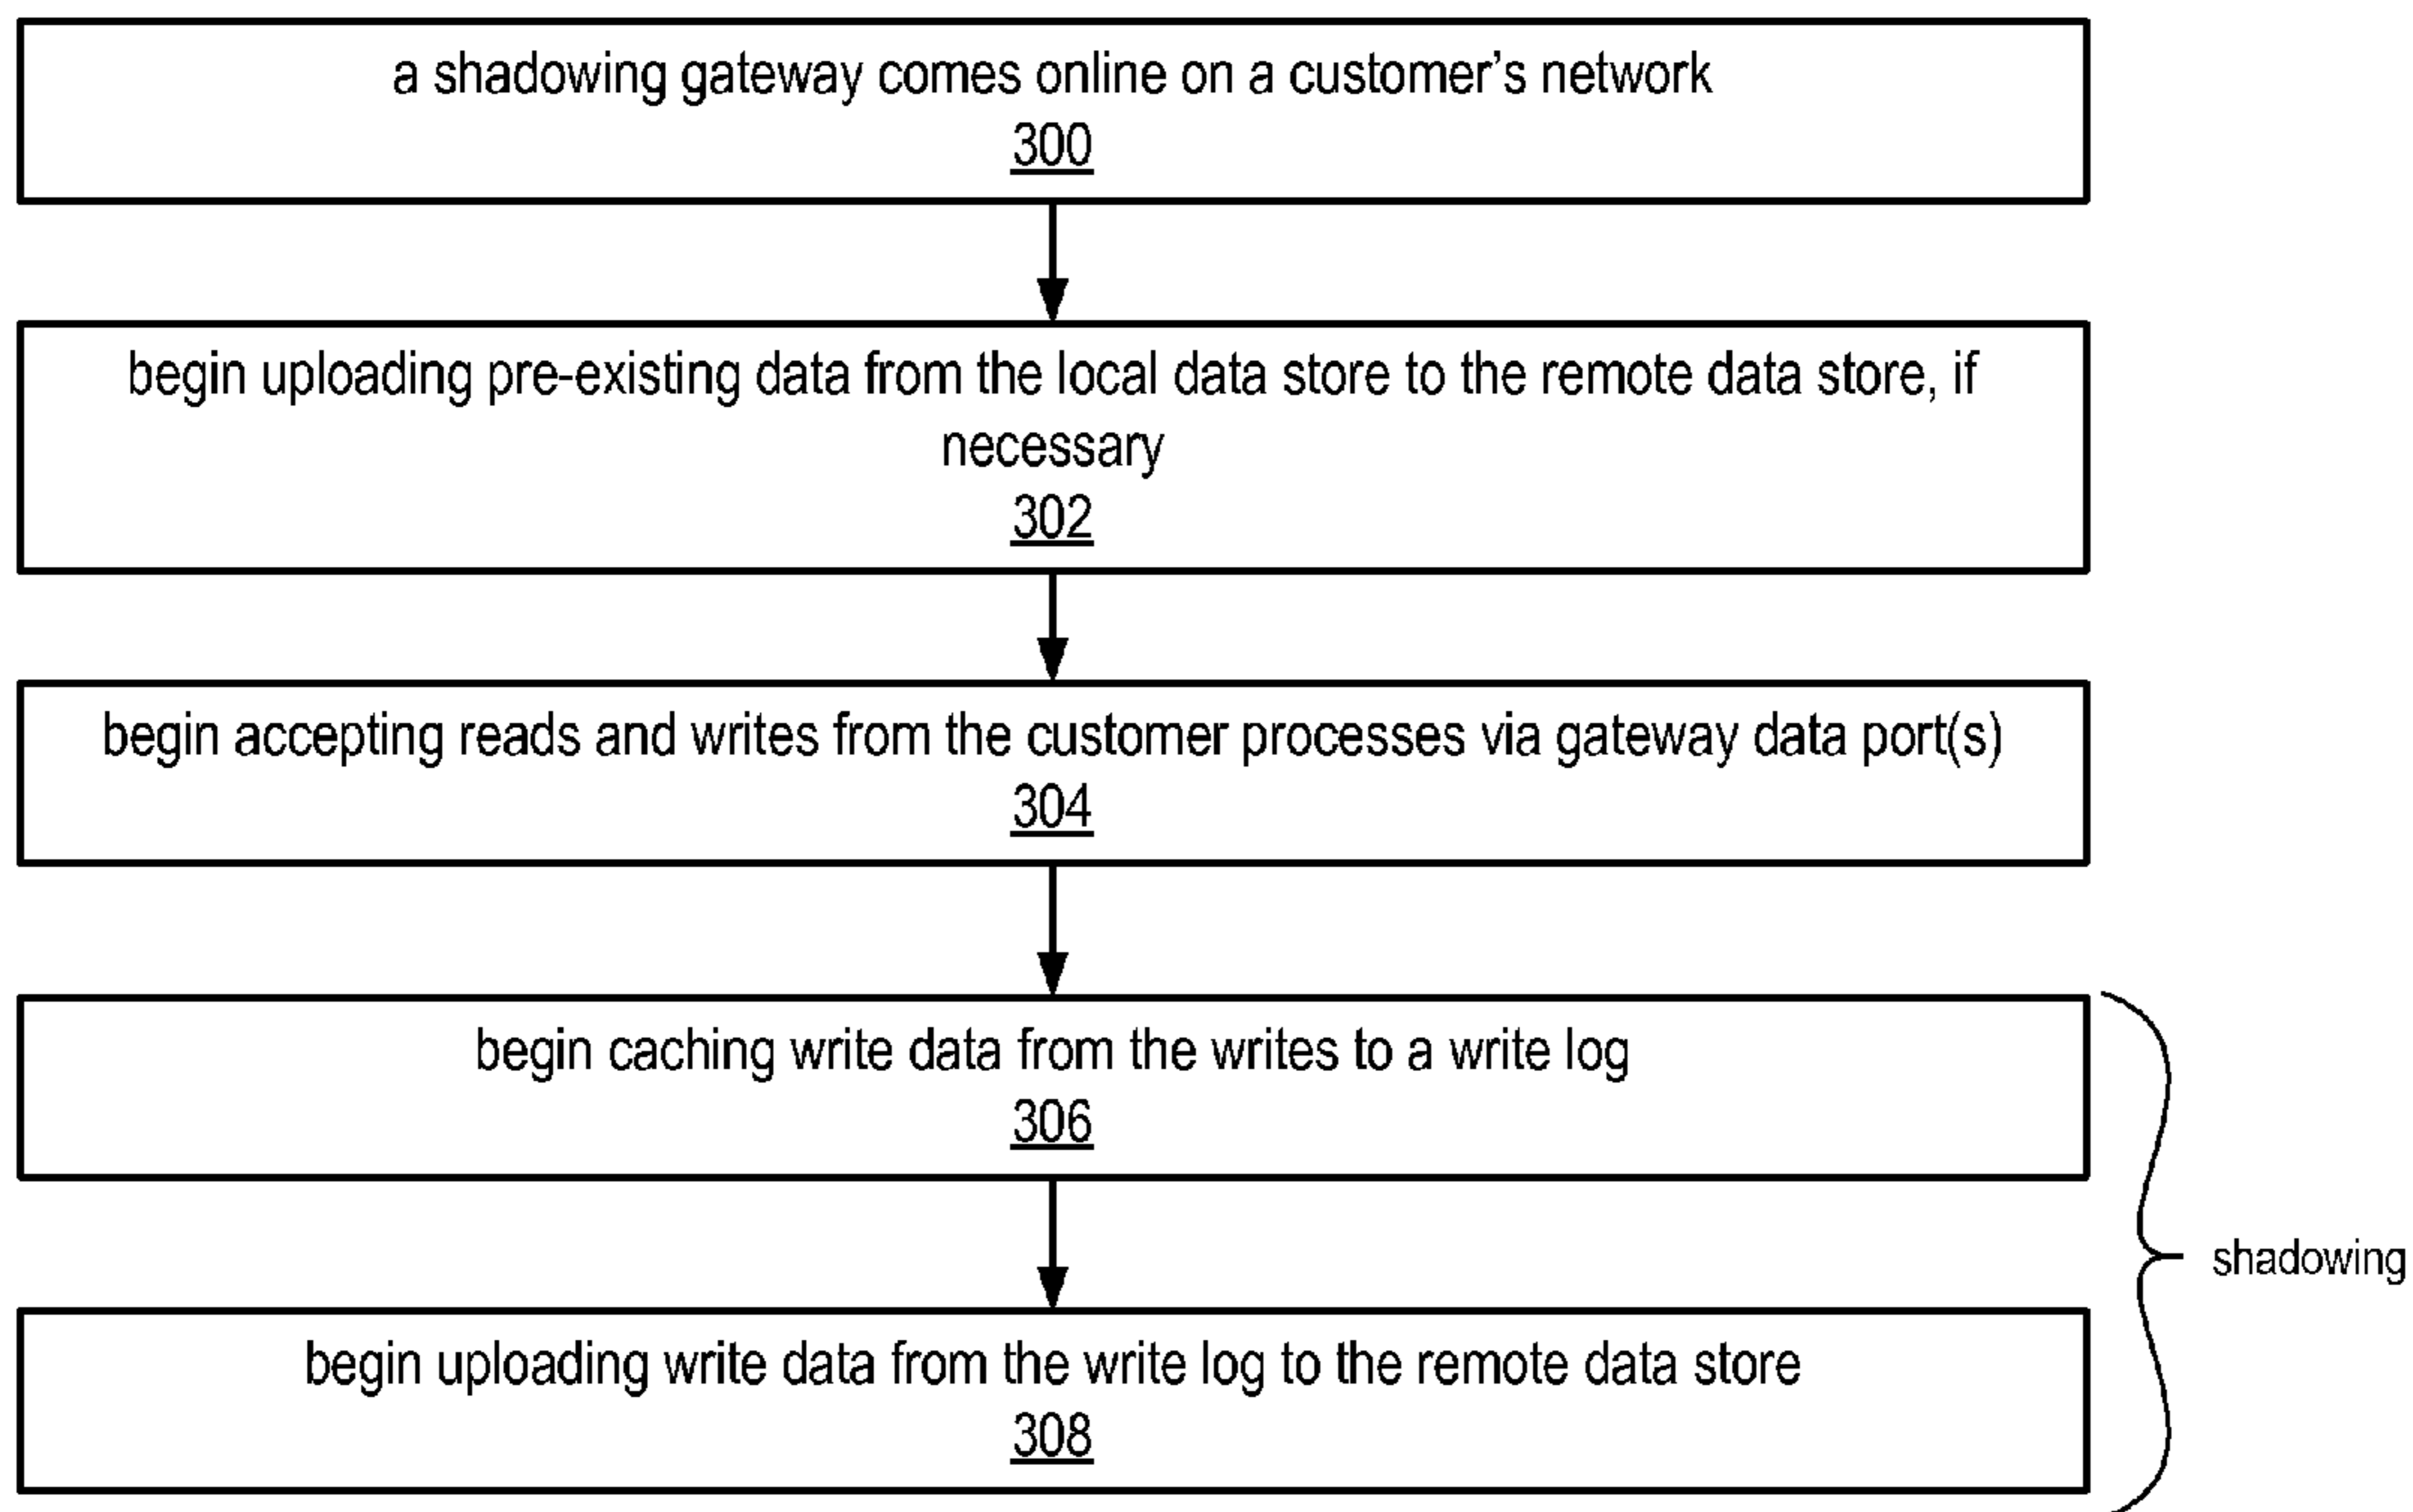 a shadowing gateway comes online on a customer's network
300
begin uploading pre-existing data from the local data store to the remote data store, if
necessary
302
begin accepting reads and writes from the customer processes via gateway data port(s)
304
begin caching write data from the writes to a write log
306
shadowing
begin uploading write data from the write log to the remote data store
308